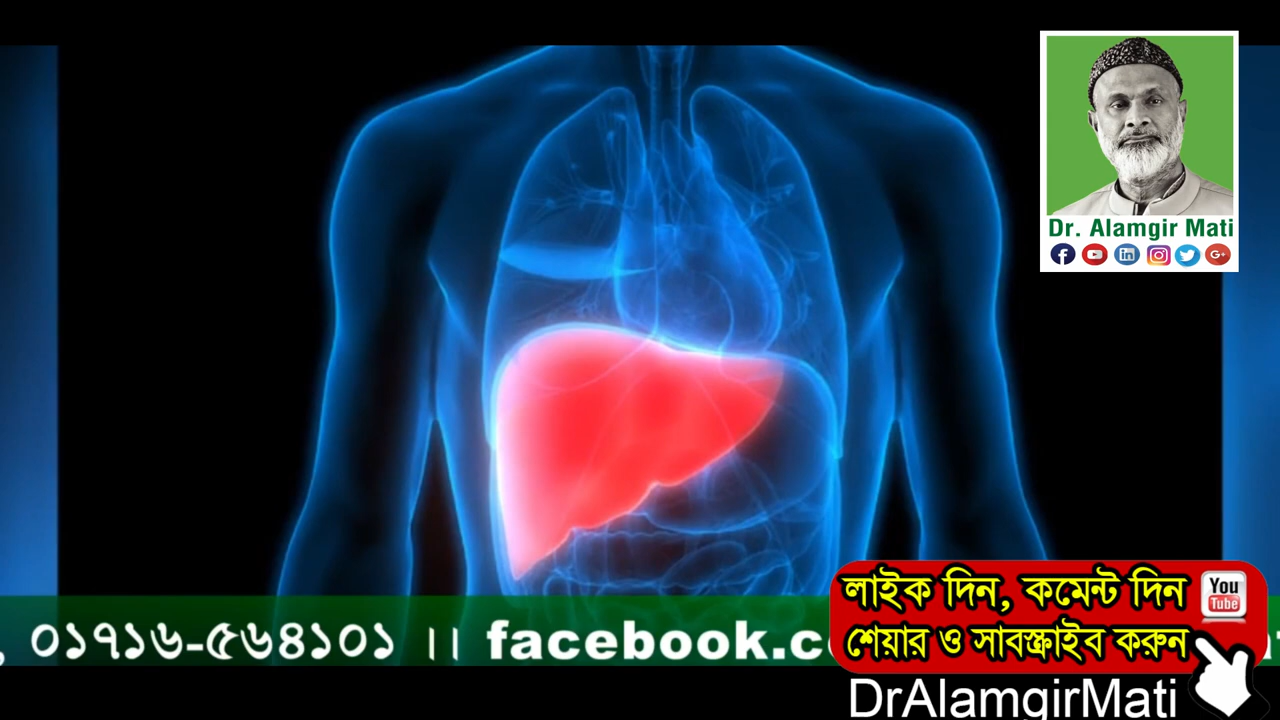 Dr. Alamgir Mati
লাইক দিন, কমেন্ট দিন
শেয়ার ও সাবস্ক্রাইব করুন
You
Tube
, ০১৭১৬-৫৬৪১০১ ।। facebook.c
DrAlamgirMati